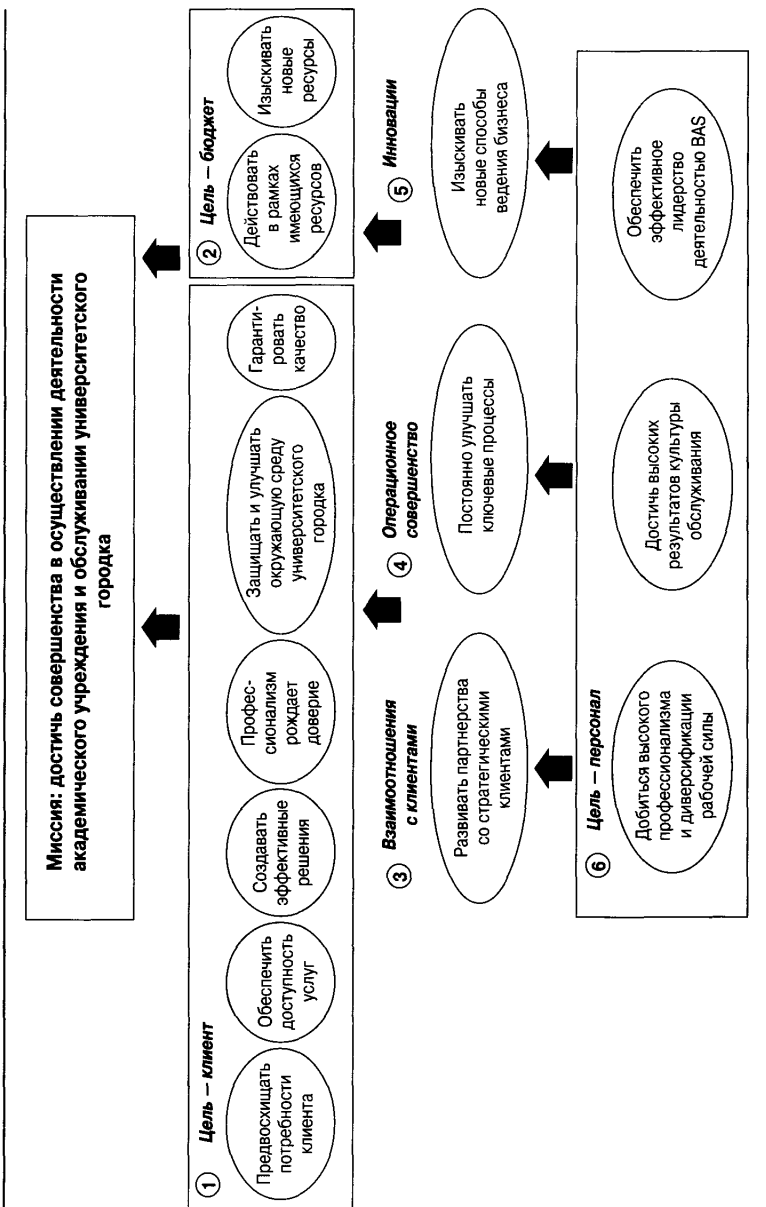 Миссия: достичь совершенства в осуществлении деятельности
академического учреждения и обслуживании университетского
городка
1 Цель — клиент
Предвосхищать
потребности
клиента
Обеспечить
доступность
услуг
Создавать
эффективные
решения
Профес-
сионализм
рождает
доверие
Защищать и улучшать
окружающую среду
университетского
городка
Гаранти-
ровать
качество
2 Цель — бюджет
Действовать
в рамках
имеющихся
ресурсов
Изыскивать
новые
ресурсы
3 Взаимоотношения
с клиентами
Развивать партнерства
со стратегическими
клиентами
4 Операционное
совершенство
Постоянно улучшать
ключевые процессы
5 Инновации
Изыскивать
новые способы
ведения бизнеса
6 Цель — персонал
Добиться высокого
профессионализма
и диверсификации
рабочей силы
Достичь высоких
результатов культуры
обслуживания
Обеспечить
эффективное
лидерство
деятельностью BAS